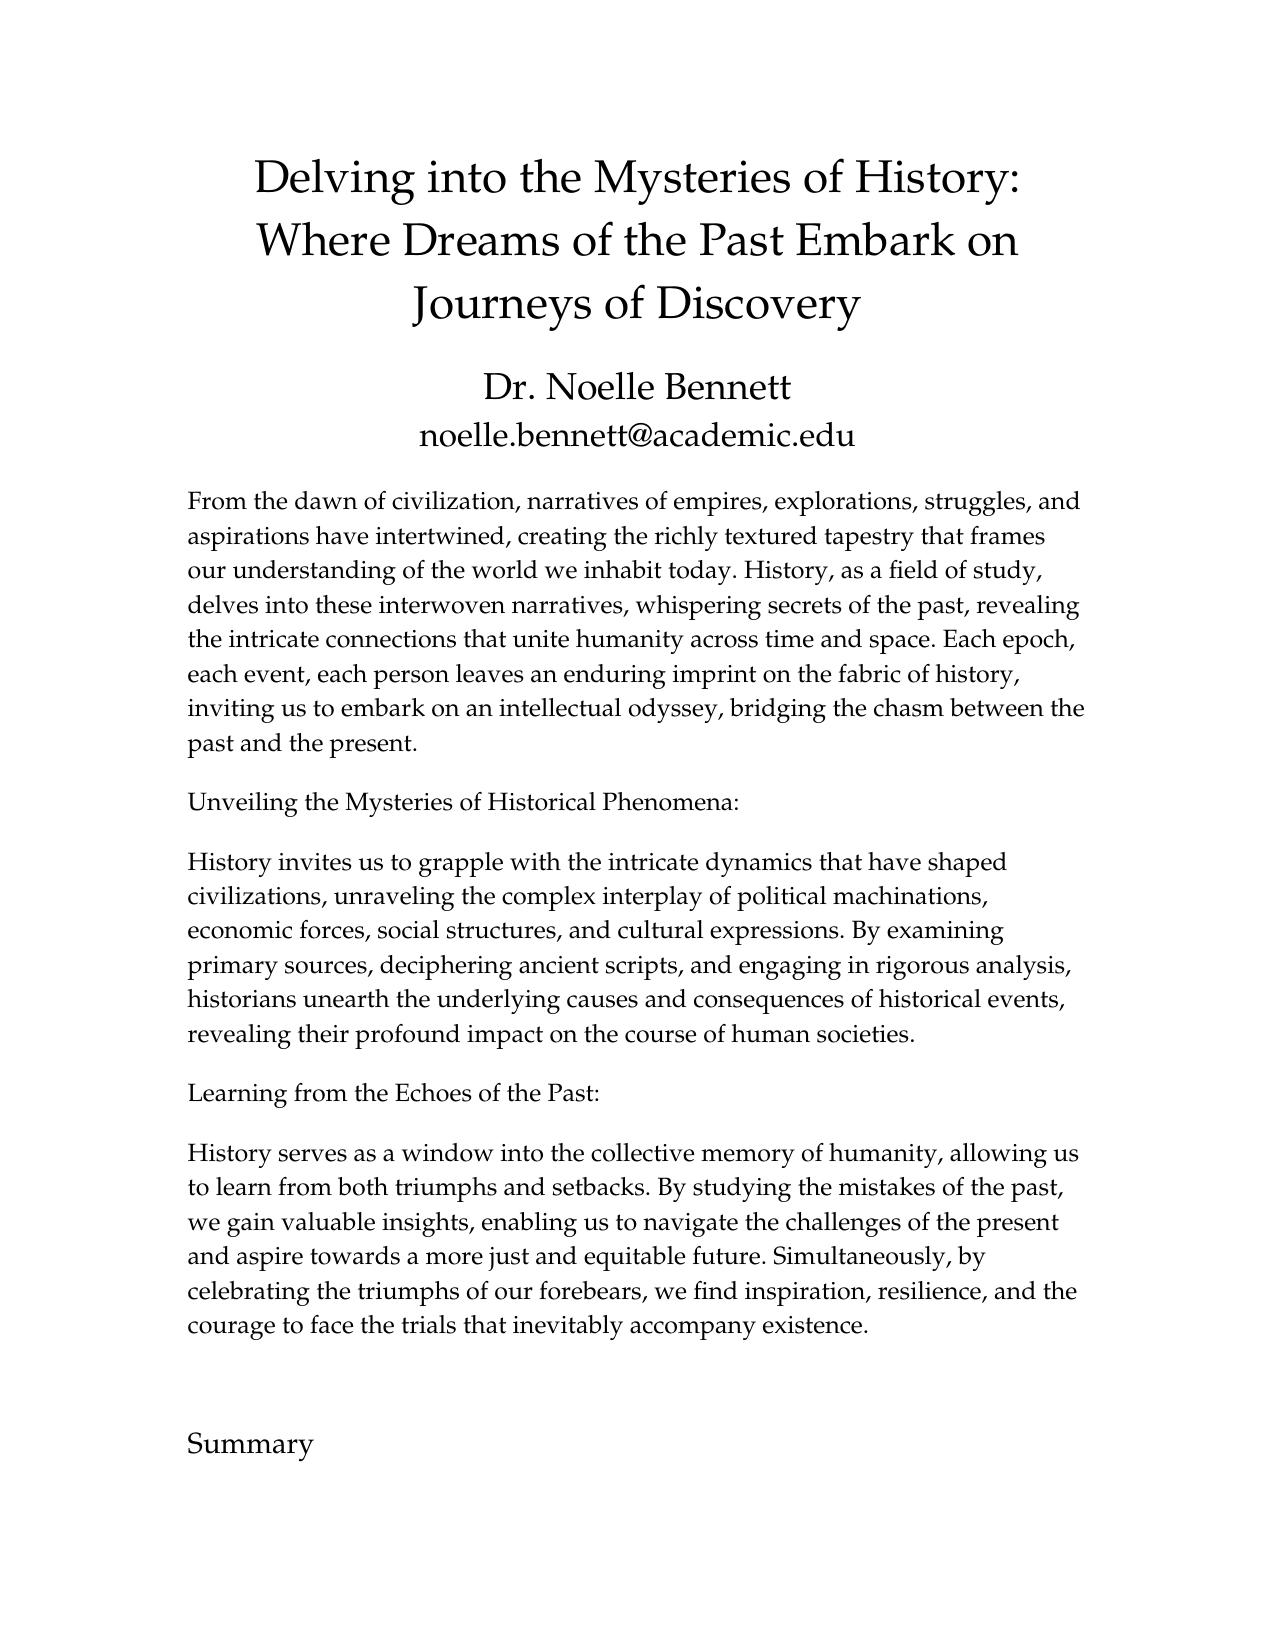 Delving into the Mysteries of History:
Where Dreams of the Past Embark on
Journeys of Discovery
Dr. Noelle Bennett
noelle.bennett@academic.edu
From the dawn of civilization, narratives of empires, explorations, struggles, and
aspirations have intertwined, creating the richly textured tapestry that frames
our understanding of the world we inhabit today. History, as a field of study,
delves into these interwoven narratives, whispering secrets of the past, revealing
the intricate connections that unite humanity across time and space. Each epoch,
each event, each person leaves an enduring imprint on the fabric of history,
inviting us to embark on an intellectual odyssey, bridging the chasm between the
past and the present.
Unveiling the Mysteries of Historical Phenomena:
History invites us to grapple with the intricate dynamics that have shaped
civilizations, unraveling the complex interplay of political machinations,
economic forces, social structures, and cultural expressions. By examining
primary sources, deciphering ancient scripts, and engaging in rigorous analysis,
historians unearth the underlying causes and consequences of historical events,
revealing their profound impact on the course of human societies.
Learning from the Echoes of the Past:
History serves as a window into the collective memory of humanity, allowing us
to learn from both triumphs and setbacks. By studying the mistakes of the past,
we gain valuable insights, enabling us to navigate the challenges of the present
and aspire towards a more just and equitable future. Simultaneously, by
celebrating the triumphs of our forebears, we find inspiration, resilience, and the
courage to face the trials that inevitably accompany existence.
Summary